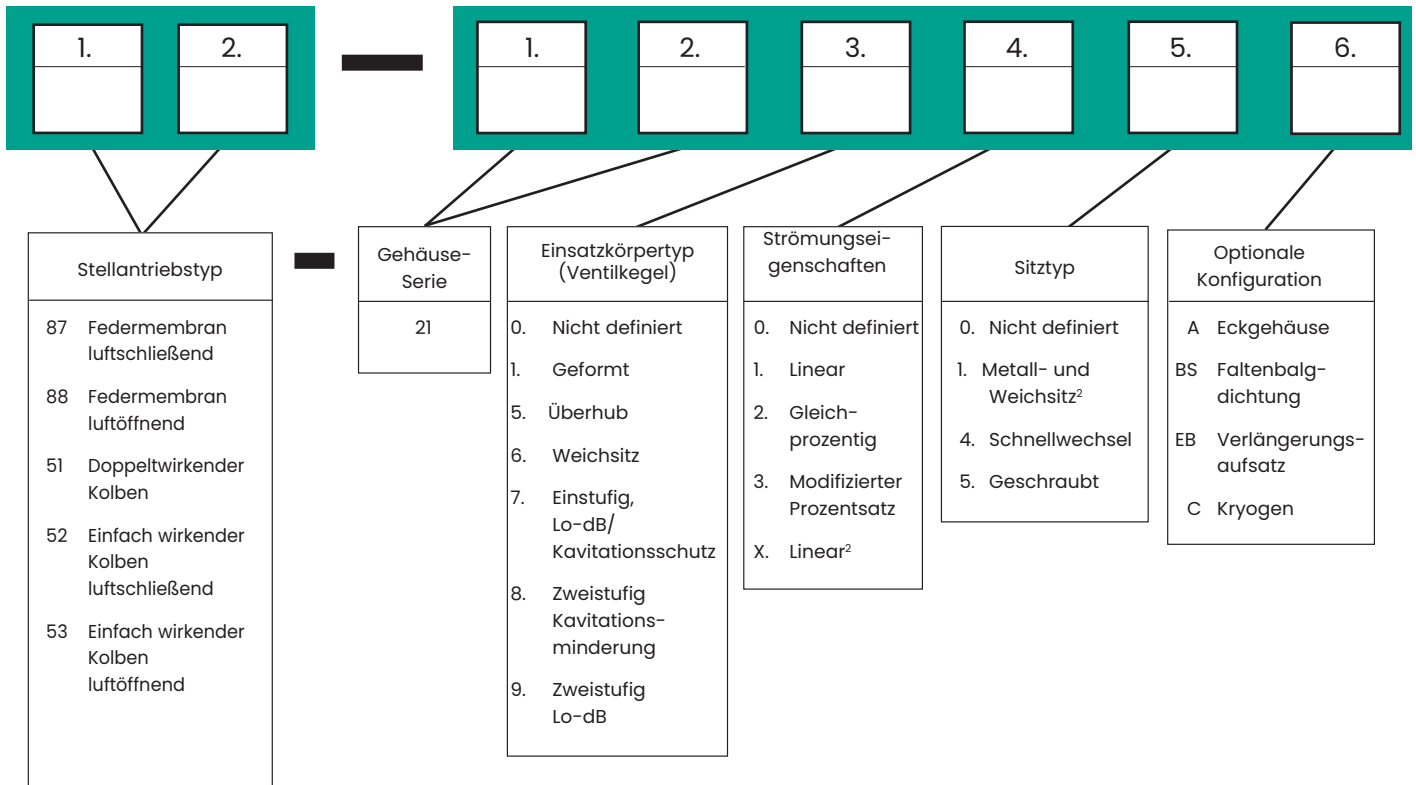 1.
2.
1.
2.
3.
4.
5.
6.
Stellantriebstyp
87 Federmembran
luftschließend
88 Federmembran
luftöffnend
51 Doppeltwirkender
Kolben
52 Einfach wirkender
Kolben
luftschließend
53 Einfach wirkender
Kolben
luftöffnend
Gehäuse-
Serie
21
Einsatzkörpertyp
(Ventilkegel)
0. Nicht definiert
1. Geformt
5. Überhub
6. Weichsitz
7. Einstufig,
Lo-dB/
Kavitationsschutz
8. Zweistufig
Kavitations-
minderung
9. Zweistufig
Lo-dB
Strömungsei-
genschaften
0. Nicht definiert
1. Linear
2. Gleich-
prozentig
3. Modifizierter
Prozentsatz
X. Linear²
Sitztyp
0. Nicht definiert
1. Metall- und
Weichsitz²
4. Schnellwechsel
5. Geschraubt
Optionale
Konfiguration
A Eckgehäuse
BS Faltenbalg-
dichtung
EB Verlängerungs-
aufsatz
C Kryogen